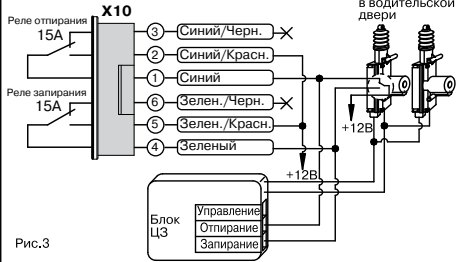 в водительской
двери
X10
Реле отпирания
15А
Реле запирания
15А
3 Синий/Черн.
2 Синий/Красн.
1 Синий
6 Зелен./Черн.
5 Зелен./Красн.
4 Зеленый
+12В
+12В
Блок
ЦЗ
Управление
Отпирание
Запирание
Рис.3